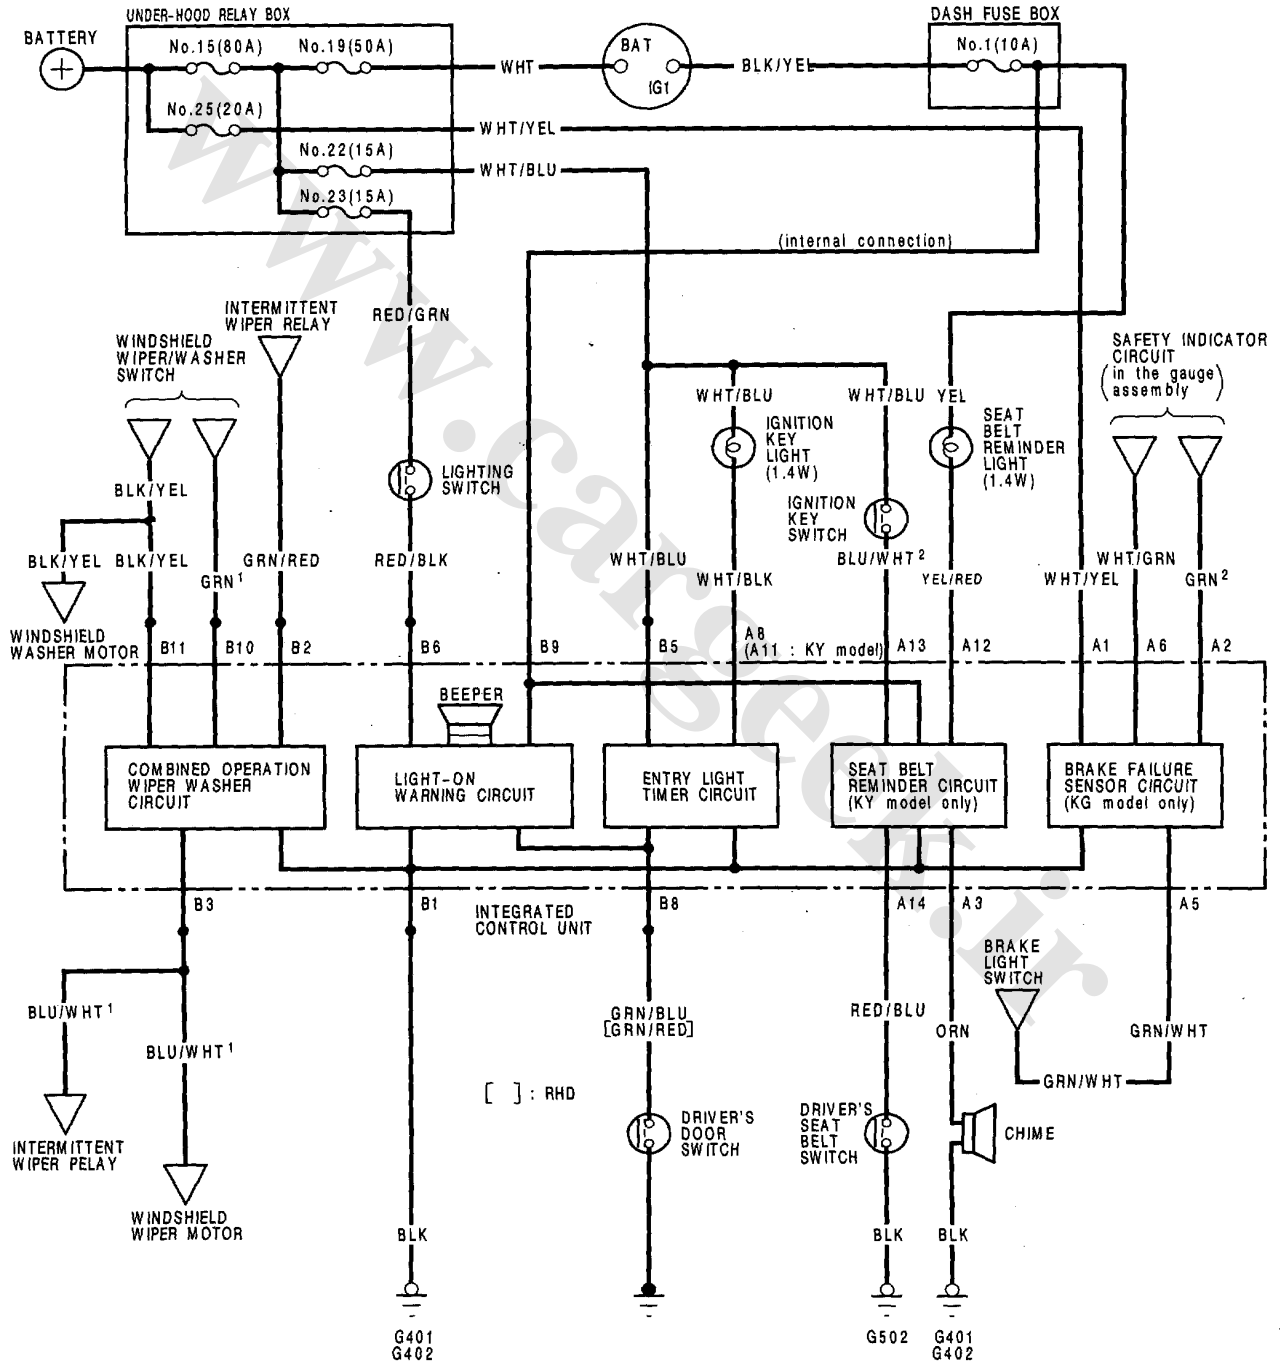 UNDER-HOOD RELAY BOX
DASH FUSE BOX
BATTERY
No.15(80A)
No.19(50A)
BAT
IG1
No.1(10A)
WHT
BLK/YEL
No.25(20A)
WHT/YEL
No.22(15A)
WHT/BLU
No.23(15A)
(internal connection)
INTERMITTENT
WIPER RELAY
RED/GRN
WINDSHIELD
WIPER/WASHER
SWITCH
SAFETY INDICATOR
CIRCUIT
(in the gauge
assembly)
WHT/BLU
WHT/BLU
YEL
IGNITION
KEY
LIGHT
(1.4W)
SEAT
BELT
REMINDER
LIGHT
(1.4W)
LIGHTING
SWITCH
BLK/YEL
IGNITION
KEY
SWITCH
BLK/YEL
BLK/YEL
GRN1
GRN/RED
RED/BLK
WHT/BLU
WHT/BLK
BLU/WHT2
YEL/RED
WHT/YEL
WHT/GRN
GRN2
WINDSHIELD
WASHER MOTOR
B11
B10
B2
B6
B9
B5
A8
(A11 : KY model)
A13
A12
A1
A6
A2
BEEPER
COMBINED OPERATION
WIPER WASHER
CIRCUIT
LIGHT-ON
WARNING CIRCUIT
ENTRY LIGHT
TIMER CIRCUIT
SEAT BELT
REMINDER CIRCUIT
(KY model only)
BRAKE FAILURE
SENSOR CIRCUIT
(KG model only)
B3
B1
INTEGRATED
CONTROL UNIT
B8
A14
A3
A5
BRAKE
LIGHT
SWITCH
BLU/WHT1
BLU/WHT1
GRN/BLU
[GRN/RED]
RED/BLU
ORN
GRN/WHT
GRN/WHT
[ ] : RHD
INTERMITTENT
WIPER PELAY
DRIVER'S
DOOR
SWITCH
DRIVER'S
SEAT
BELT
SWITCH
CHIME
WINDSHIELD
WIPER MOTOR
BLK
BLK
BLK
G401
G402
G502
G401
G402
www.cargeek.ir